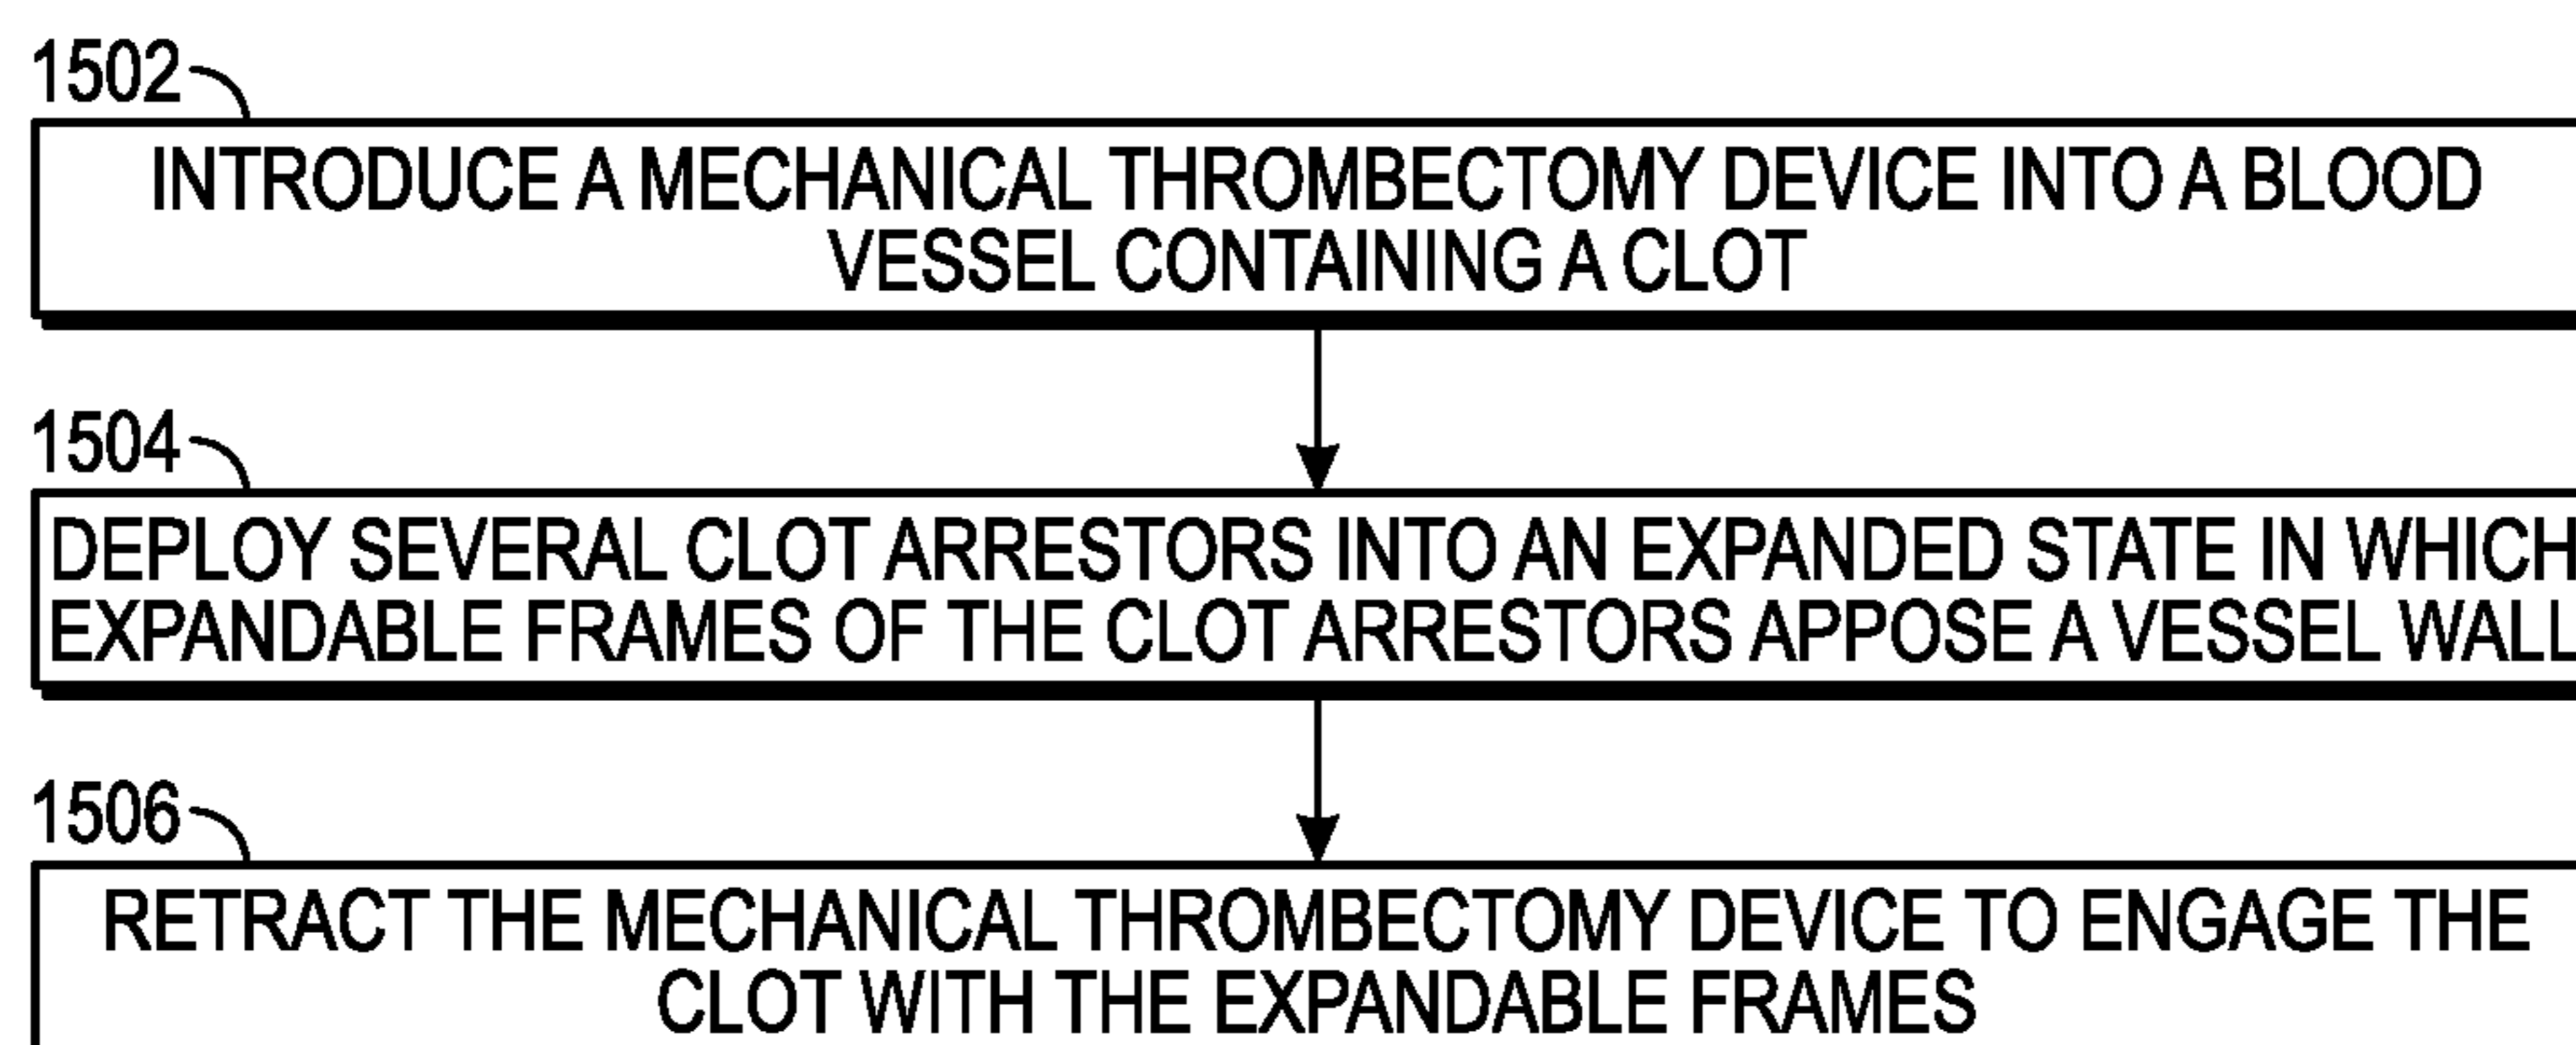 1502
INTRODUCE A MECHANICAL THROMBECTOMY DEVICE INTO A BLOOD
VESSEL CONTAINING A CLOT
1504
DEPLOY SEVERAL CLOT ARRESTORS INTO AN EXPANDED STATE IN WHICH
EXPANDABLE FRAMES OF THE CLOT ARRESTORS APPOSE A VESSEL WALL
1506
RETRACT THE MECHANICAL THROMBECTOMY DEVICE TO ENGAGE THE
CLOT WITH THE EXPANDABLE FRAMES